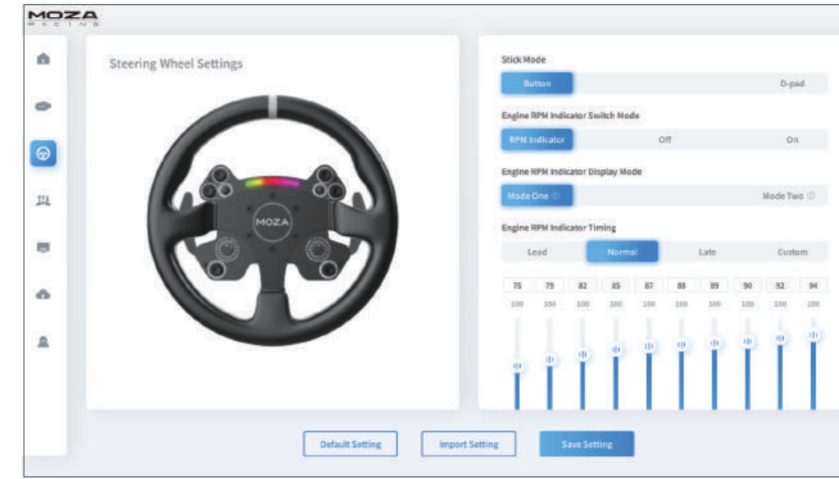 MOZA
RACING
Steering Wheel Settings
MOZA
Stick Mode
Button D-pad
Engine RPM Indicator Switch Mode
RPM Indicator Off On
Engine RPM Indicator Display Mode
Mode One Mode Two
Engine RPM Indicator Timing
Lead Normal Late Custom
75 79 82 85 87 88 89 90 92 94
100 100 100 100 100 100 100 100 100 100
Default Setting Import Setting Save Setting